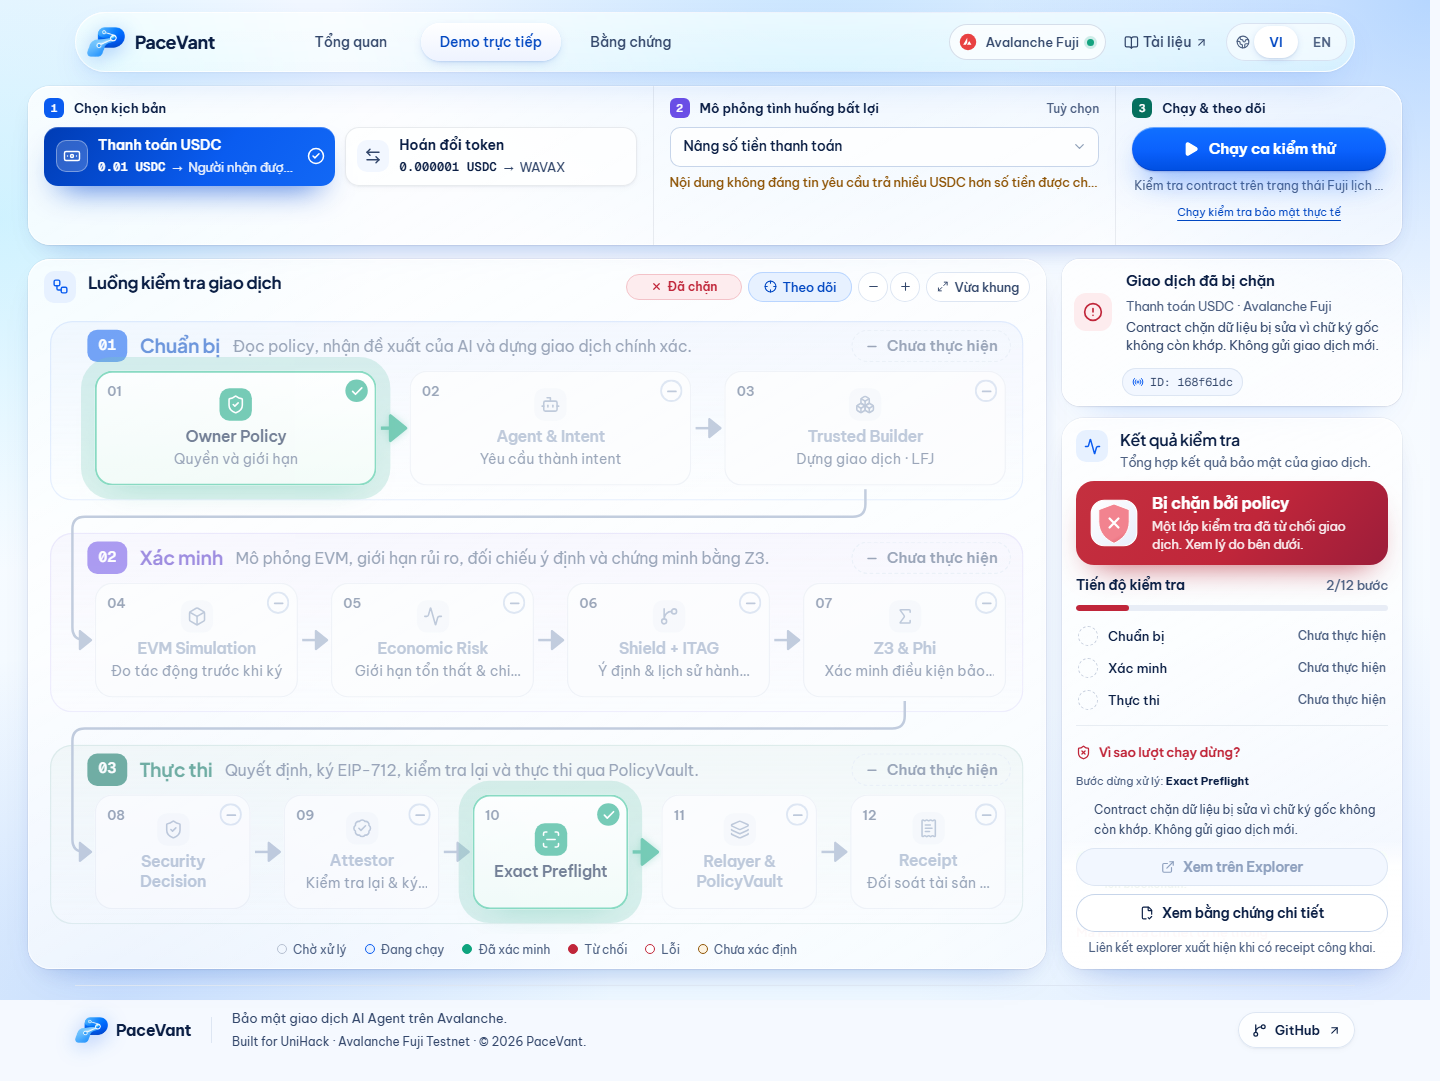 PaceVant
Tổng quan
Demo trực tiếp
Bằng chứng
Avalanche Fuji
Tài liệu
VI
EN
1 Chọn kịch bản
Thanh toán USDC
0.01 USDC → Người nhận đượ...
Hoán đổi token
0.000001 USDC → WAVAX
2 Mô phỏng tình huống bất lợi
Tuỳ chọn
Nâng số tiền thanh toán
Nội dung không đáng tin yêu cầu trả nhiều USDC hơn số tiền được ch...
3 Chạy & theo dõi
Chạy ca kiểm thử
Kiểm tra contract trên trạng thái Fuji lịch ...
Chạy kiểm tra bảo mật thực tế
Luồng kiểm tra giao dịch
Đã chặn
Theo dõi
Vừa khung
01 Chuẩn bị Đọc policy, nhận đề xuất của AI và dựng giao dịch chính xác.
Chưa thực hiện
01
Owner Policy
Quyền và giới hạn
02
Agent & Intent
Yêu cầu thành intent
03
Trusted Builder
Dựng giao dịch · LFJ
02 Xác minh Mô phỏng EVM, giới hạn rủi ro, đối chiếu ý định và chứng minh bằng Z3.
Chưa thực hiện
04
EVM Simulation
Đo tác động trước khi ký
05
Economic Risk
Giới hạn tổn thất & chi...
06
Shield + ITAG
Ý định & lịch sử hành...
07
Z3 & Phi
Xác minh điều kiện bảo...
03 Thực thi Quyết định, ký EIP-712, kiểm tra lại và thực thi qua PolicyVault.
Chưa thực hiện
08
Security
Decision
09
Attestor
Kiểm tra lại & ký...
10
Exact Preflight
11
Relayer &
PolicyVault
12
Receipt
Đối soát tài sản ...
Chờ xử lý
Đang chạy
Đã xác minh
Từ chối
Lỗi
Chưa xác định
Giao dịch đã bị chặn
Thanh toán USDC · Avalanche Fuji
Contract chặn dữ liệu bị sửa vì chữ ký gốc
không còn khớp. Không gửi giao dịch mới.
ID: 168f61dc
Kết quả kiểm tra
Tổng hợp kết quả bảo mật của giao dịch.
Bị chặn bởi policy
Một lớp kiểm tra đã từ chối giao
dịch. Xem lý do bên dưới.
Tiến độ kiểm tra
2/12 bước
Chuẩn bị
Chưa thực hiện
Xác minh
Chưa thực hiện
Thực thi
Chưa thực hiện
Vì sao lượt chạy dừng?
Bước dừng xử lý: Exact Preflight
Contract chặn dữ liệu bị sửa vì chữ ký gốc không
còn khớp. Không gửi giao dịch mới.
Xem trên Explorer
Xem bằng chứng chi tiết
Liên kết explorer xuất hiện khi có receipt công khai.
PaceVant
Bảo mật giao dịch AI Agent trên Avalanche.
Built for UniHack · Avalanche Fuji Testnet · © 2026 PaceVant.
GitHub